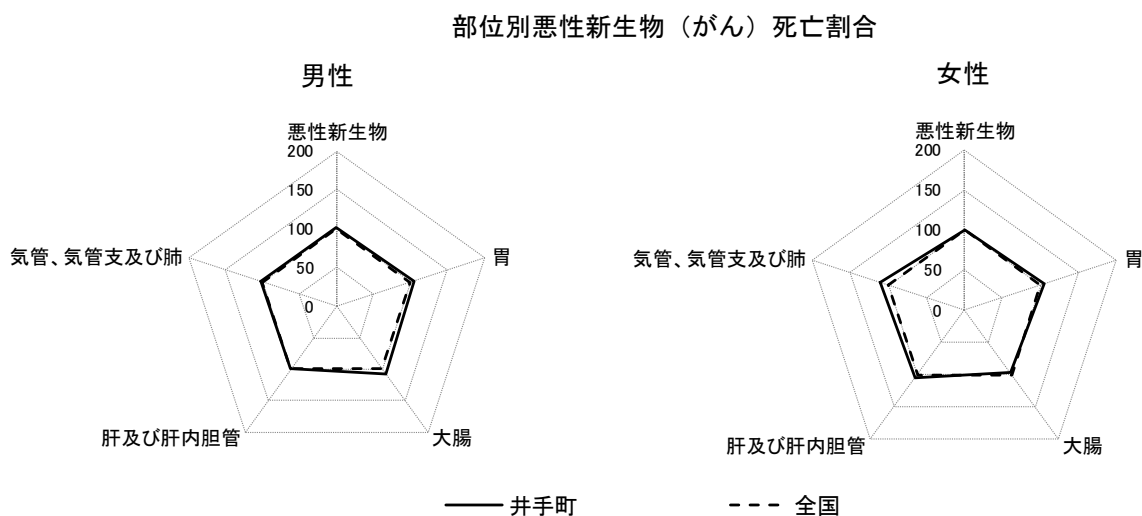 部位別悪性新生物（がん）死亡割合
男性
悪性新生物
200
150
100
50
0
胃
大腸
肝及び肝内胆管
気管、気管支及び肺
女性
悪性新生物
200
150
100
50
0
胃
大腸
肝及び肝内胆管
気管、気管支及び肺
井手町
全国